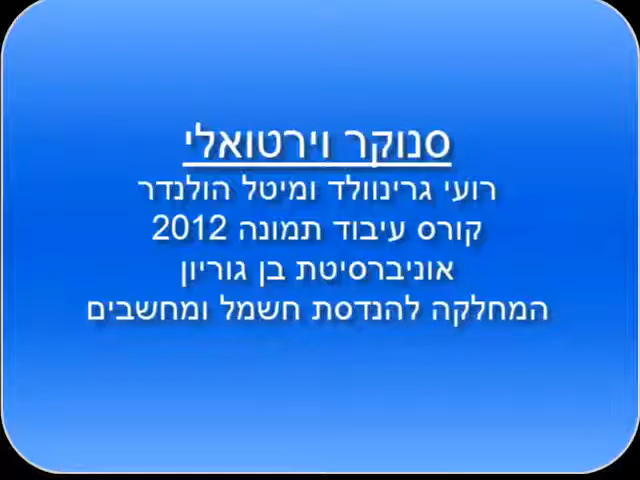 סנוקר וירטואלי
רועי גרינוולד ומיטל הולנדר
קורס עיבוד תמונה 2012
אוניברסיטת בן גוריון
המחלקה להנדסת חשמל ומחשבים